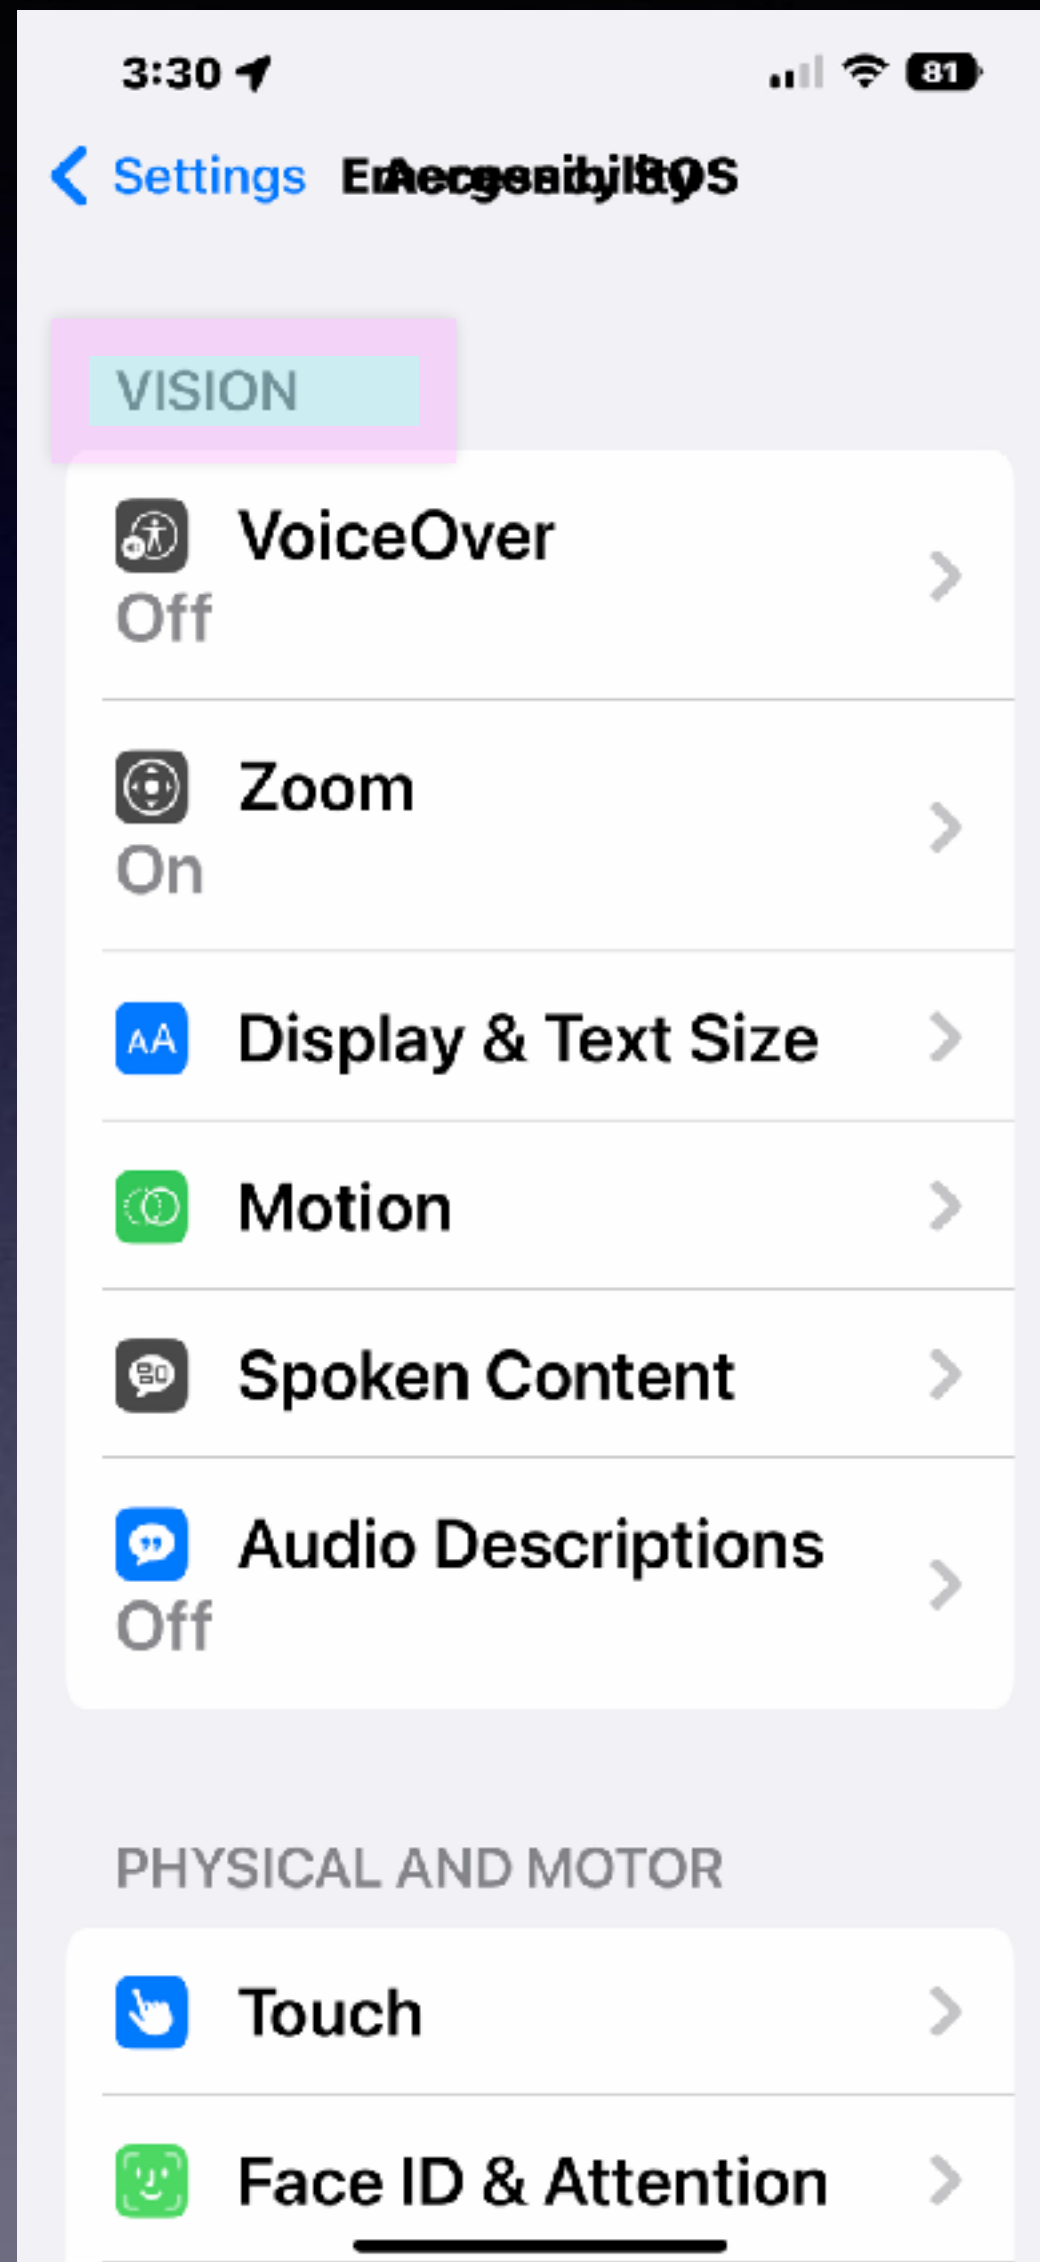 3:30
81
Settings
VISION
VoiceOver
Off
Zoom
On
AA
Display & Text Size
Motion
Spoken Content
Audio Descriptions
Off
PHYSICAL AND MOTOR
Touch
Face ID & Attention